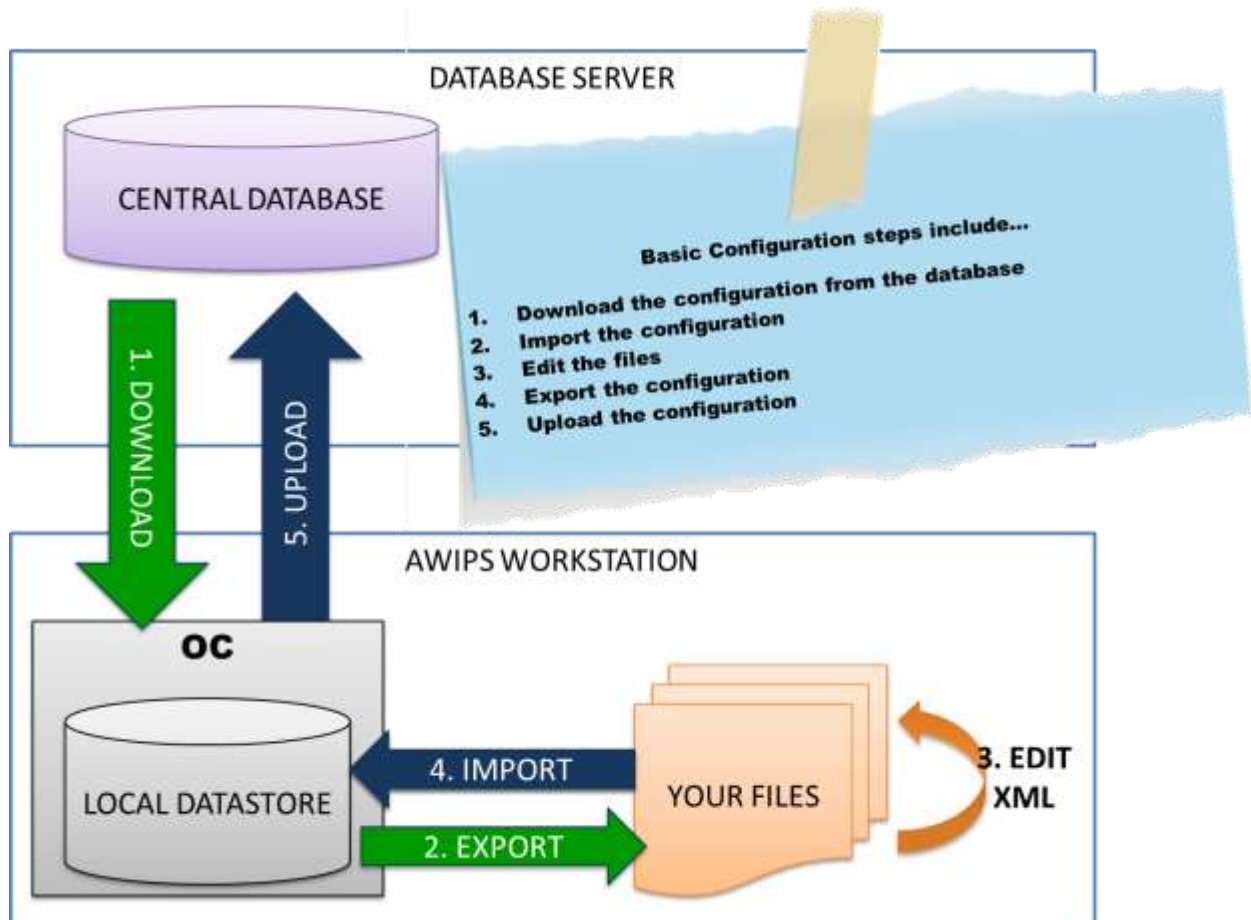 DATABASE SERVER
CENTRAL DATABASE
Basic Configuration steps include...
1. Download the configuration from the database
2. Import the configuration
3. Edit the files
4. Export the configuration
5. Upload the configuration
1. DOWNLOAD
5. UPLOAD
AWIPS WORKSTATION
OC
LOCAL DATASTORE
4. IMPORT
2. EXPORT
YOUR FILES
3. EDIT
XML